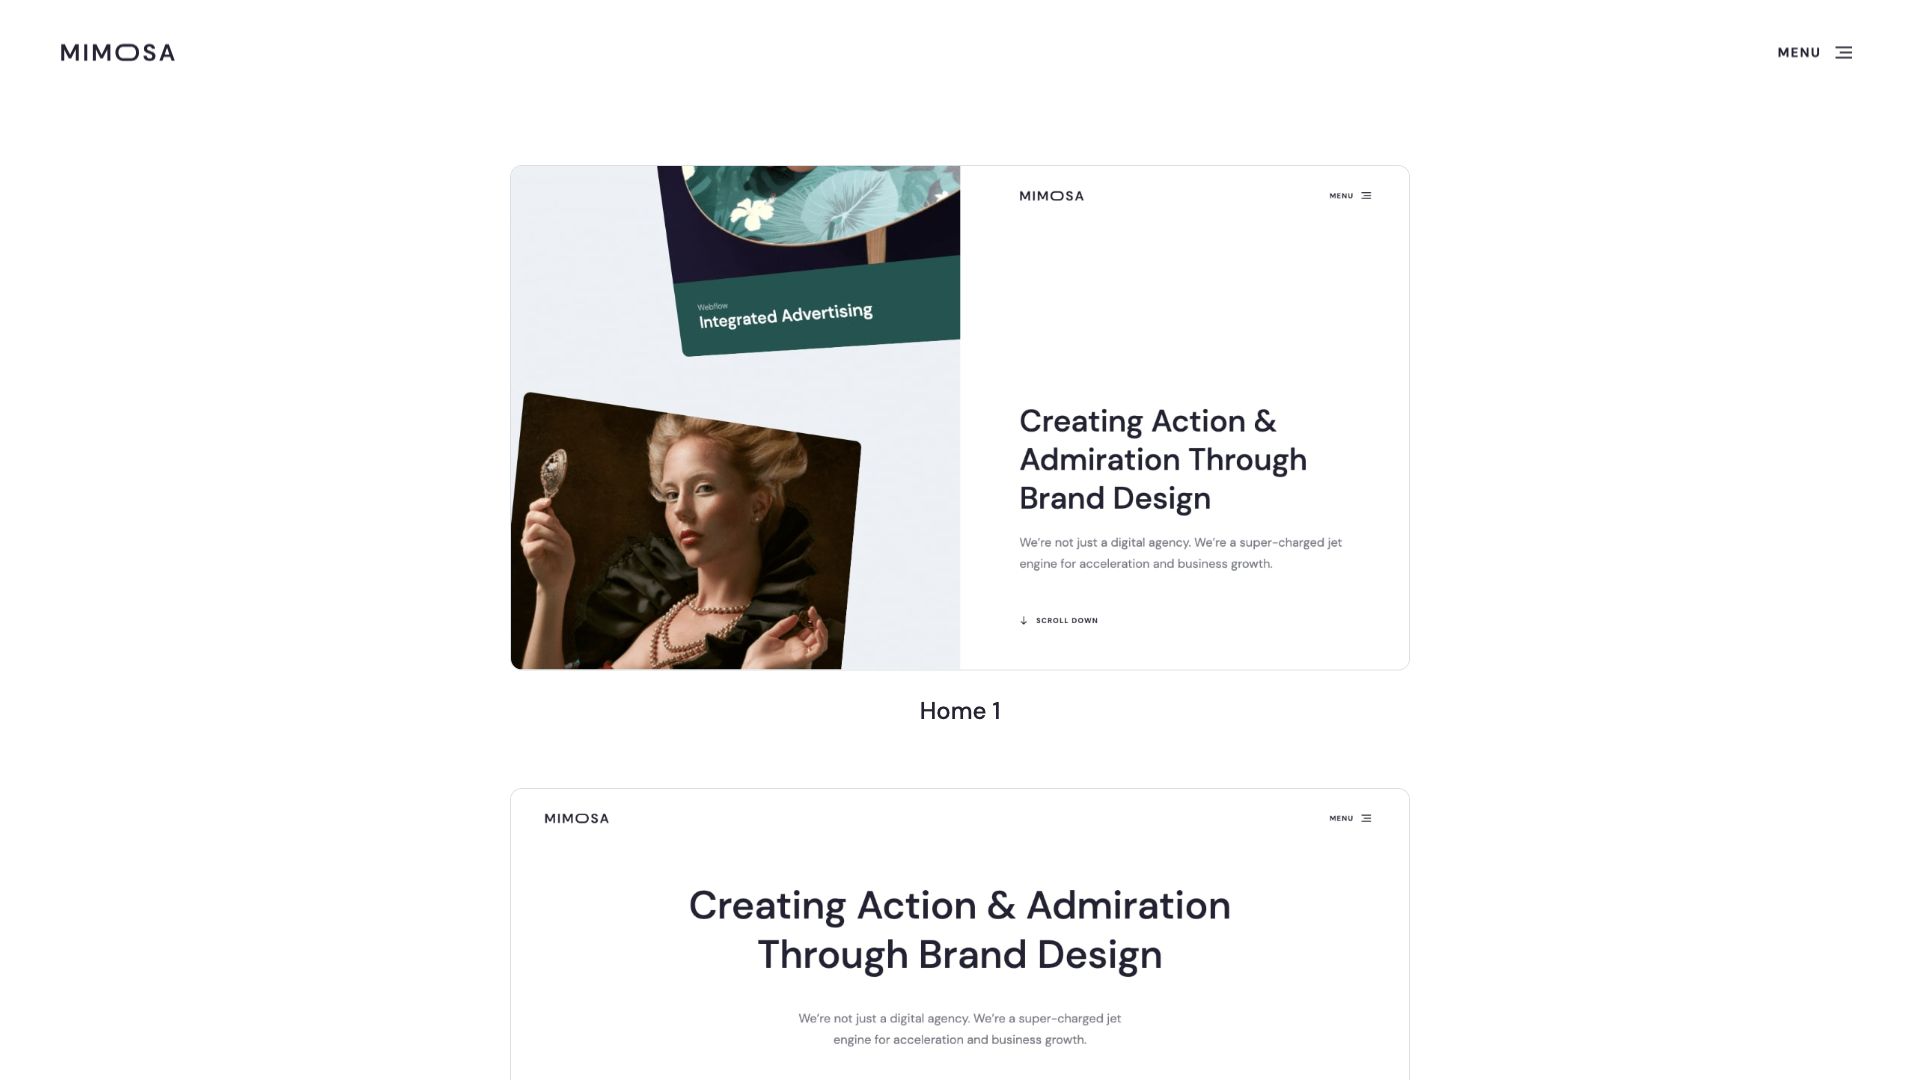 MIMOSA
MENU
Webflow
Integrated Advertising
MIMOSA
MENU
Creating Action &
Admiration Through
Brand Design
We're not just a digital agency. We're a super-charged jet
engine for acceleration and business growth.
SCROLL DOWN
Home 1
MIMOSA
MENU
Creating Action & Admiration
Through Brand Design
We're not just a digital agency. We're a super-charged jet
engine for acceleration and business growth.